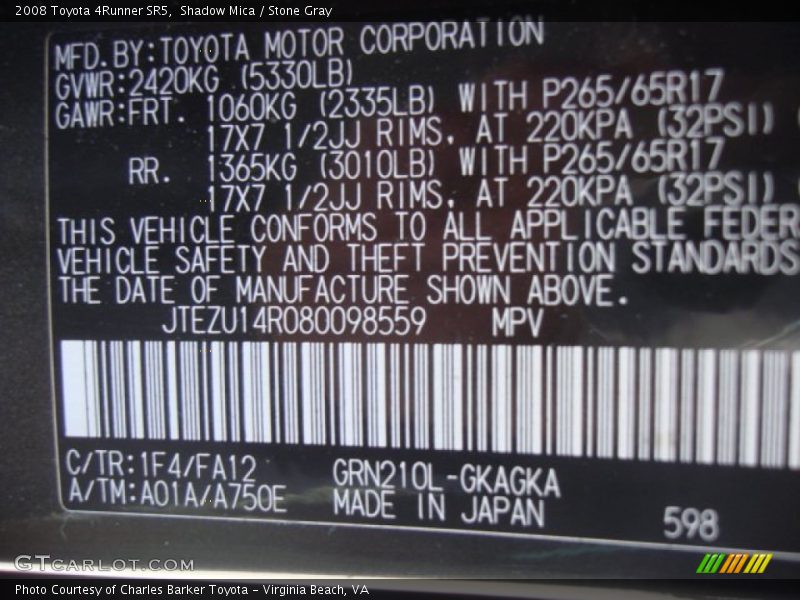 2008 Toyota 4Runner SR5,  Shadow Mica / Stone Gray
MFD.BY:TOYOTA MOTOR CORPORATION
GVWR:2420KG (5330LB)
GAWR:FRT. 1060KG (2335LB) WITH P265/65R17
17X7 1/2JJ RIMS, AT 220KPA (32PSI) (
RR. 1365KG (3010LB) WITH P265/65R17
17X7 1/2JJ RIMS, AT 220KPA (32PSI) (
THIS VEHICLE CONFORMS TO ALL APPLICABLE FEDER
VEHICLE SAFETY AND THEFT PREVENTION STANDARDS
THE DATE OF MANUFACTURE SHOWN ABOVE.
JTEZU14R080098559 MPV
C/TR:1F4/FA12 GRN210L-GKAGKA
A/TM:A01A/A750E MADE IN JAPAN
598
GTCARLOT.COM
Photo Courtesy of Charles Barker Toyota - Virginia Beach, VA